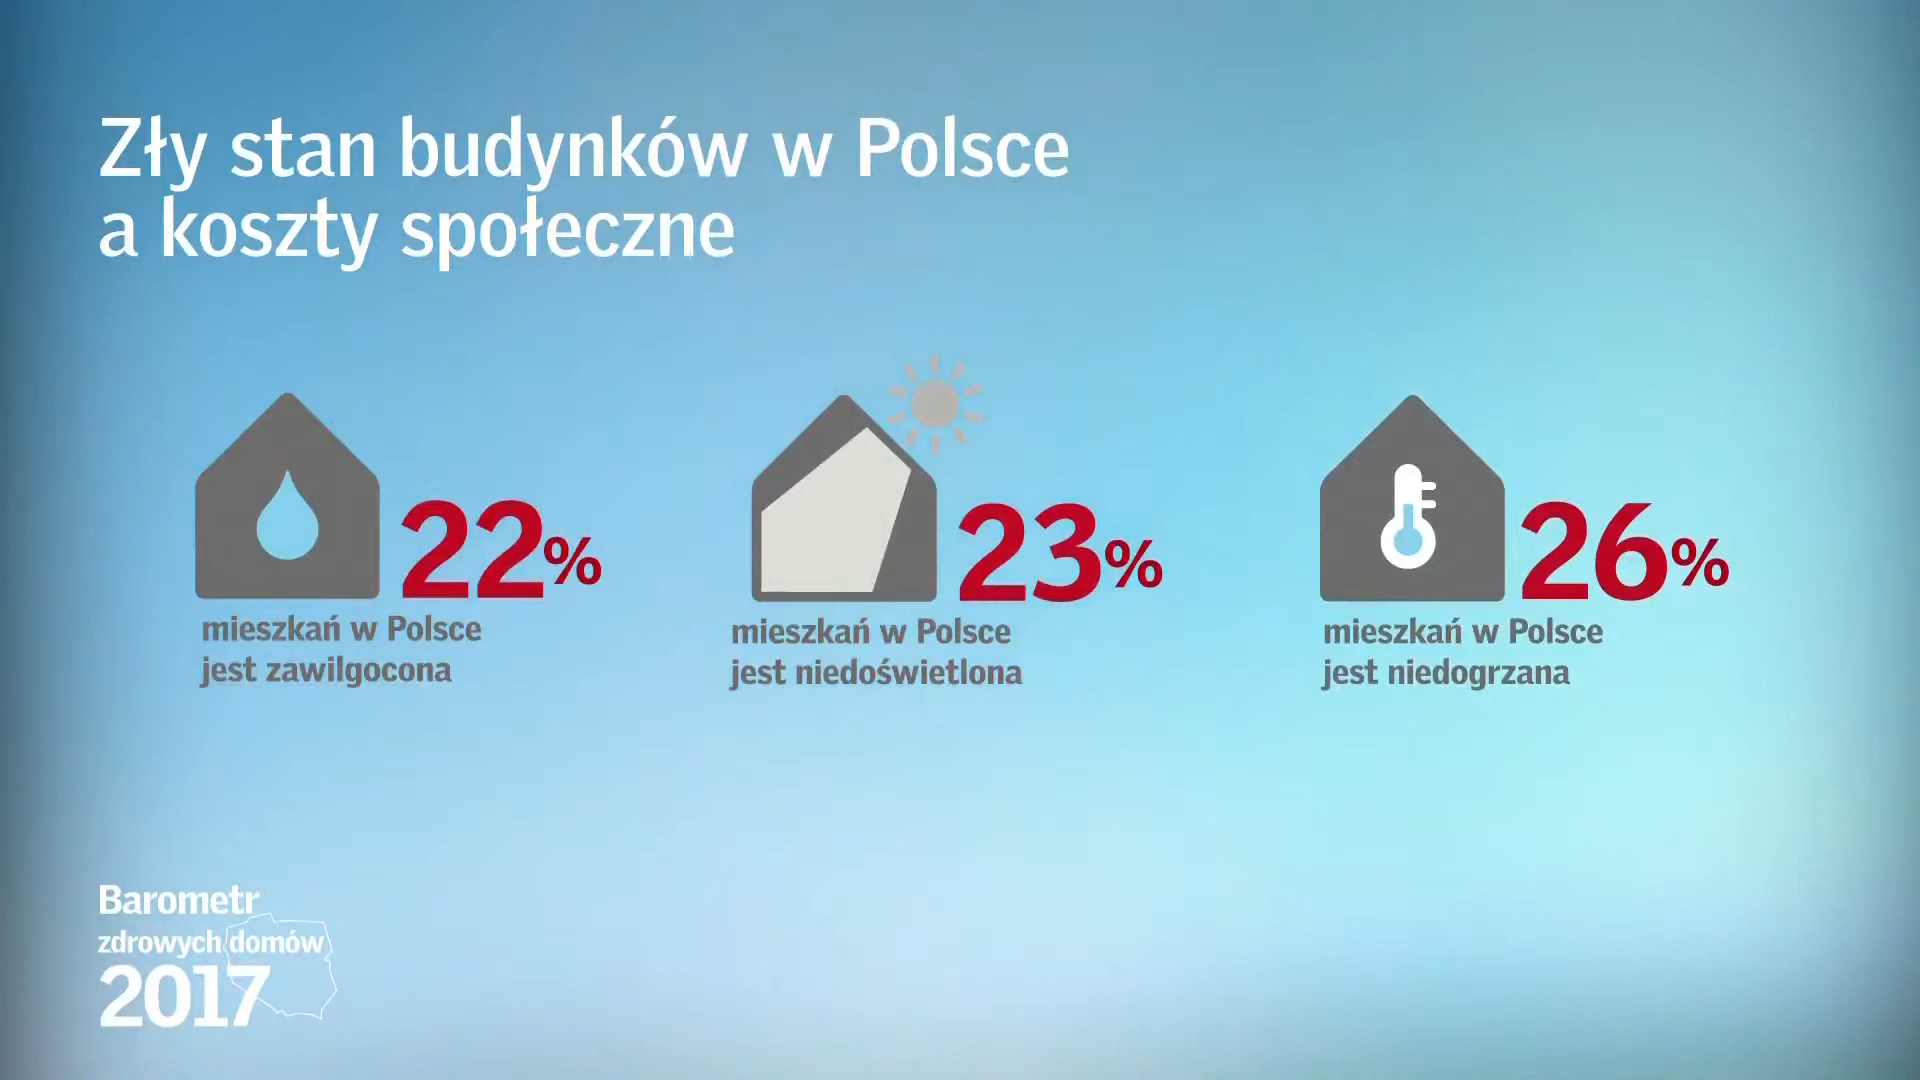 Zły stan budynków w Polsce
a koszty społeczne
22%
mieszkań w Polsce
jest zawilgocona
23%
mieszkań w Polsce
jest niedoświetlona
26%
mieszkań w Polsce
jest niedogrzana
Barometr
zdrowych domów
2017